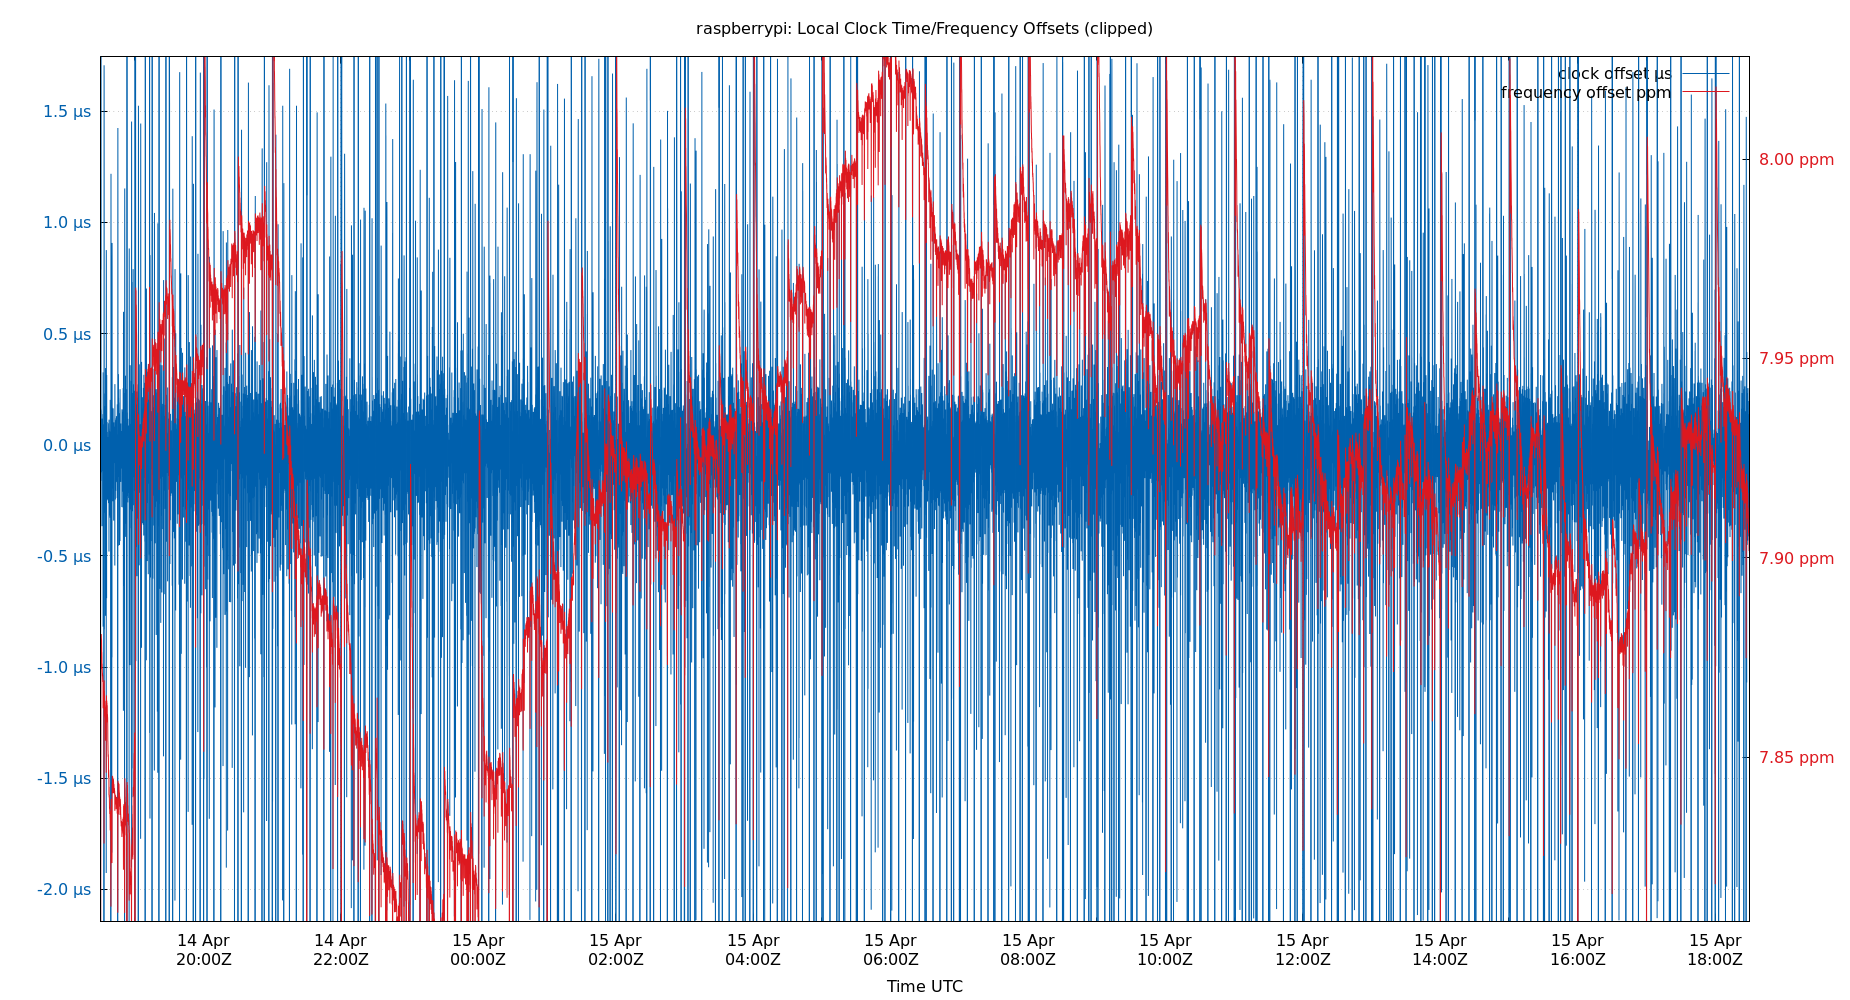 raspberrypi: Local Clock Time/Frequency Offsets (clipped)
clock offset µs
frequency offset ppm
1.5 µs
1.0 µs
0.5 µs
0.0 µs
-0.5 µs
-1.0 µs
-1.5 µs
-2.0 µs
8.00 ppm
7.95 ppm
7.90 ppm
7.85 ppm
14 Apr 14 Apr 15 Apr 15 Apr 15 Apr 15 Apr 15 Apr 15 Apr 15 Apr 15 Apr 15 Apr 15 Apr
20:00Z 22:00Z 00:00Z 02:00Z 04:00Z 06:00Z 08:00Z 10:00Z 12:00Z 14:00Z 16:00Z 18:00Z
Time UTC